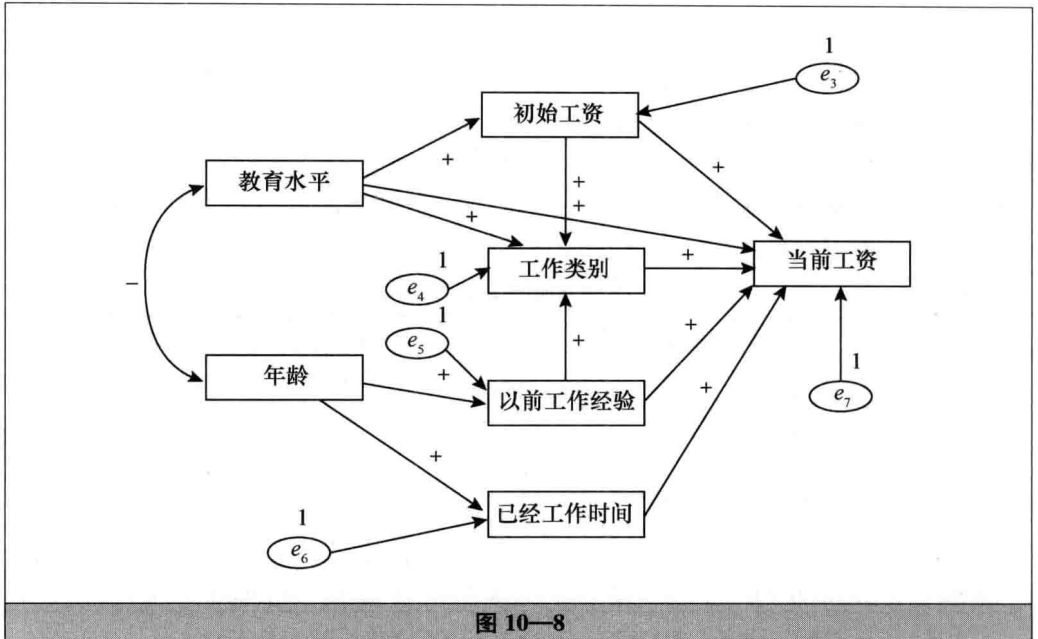 1
e₃
初始工资
+
+
教育水平
+
+
+
1
工作类别
+
当前工资
−
e₄
1
+
+
e₅
年龄
+
1
+
以前工作经验
e₇
+
已经工作时间
1
e₆
图 10—8